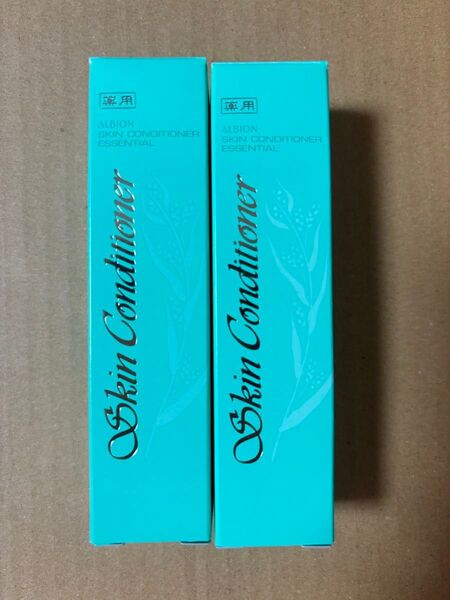 薬用
ALBION
SKIN CONDITIONER
ESSENTIAL
Skin Conditioner
薬用
ALBION
SKIN CONDITIONER
ESSENTIAL
Skin Conditioner